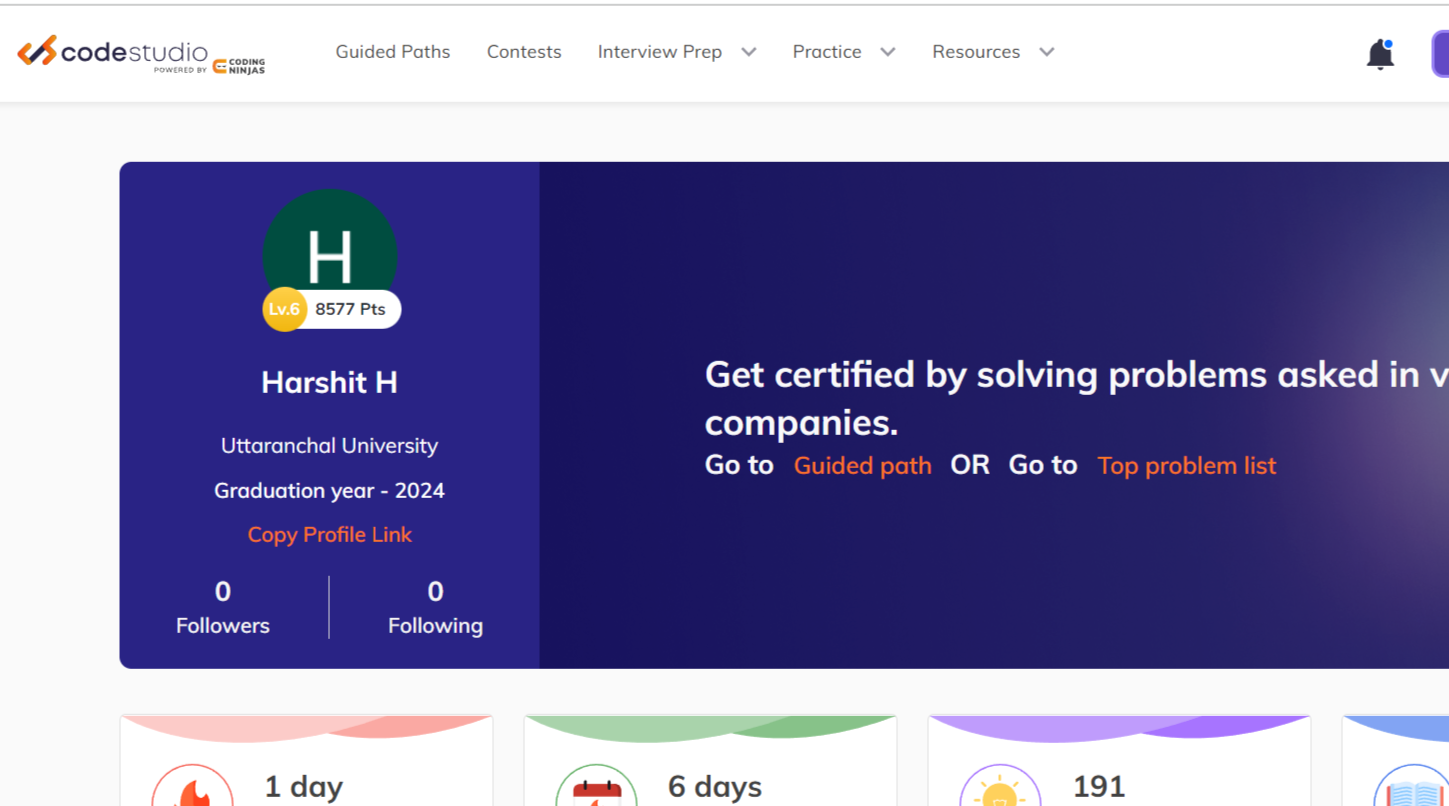 codestudio
POWERED BY CODING NINJAS
Guided Paths Contests Interview Prep Practice Resources
H
Lv.6 8577 Pts
Harshit H
Uttaranchal University
Graduation year - 2024
Copy Profile Link
0 0
Followers Following
Get certified by solving problems asked in v
companies.
Go to Guided path OR Go to Top problem list
1 day 6 days 191